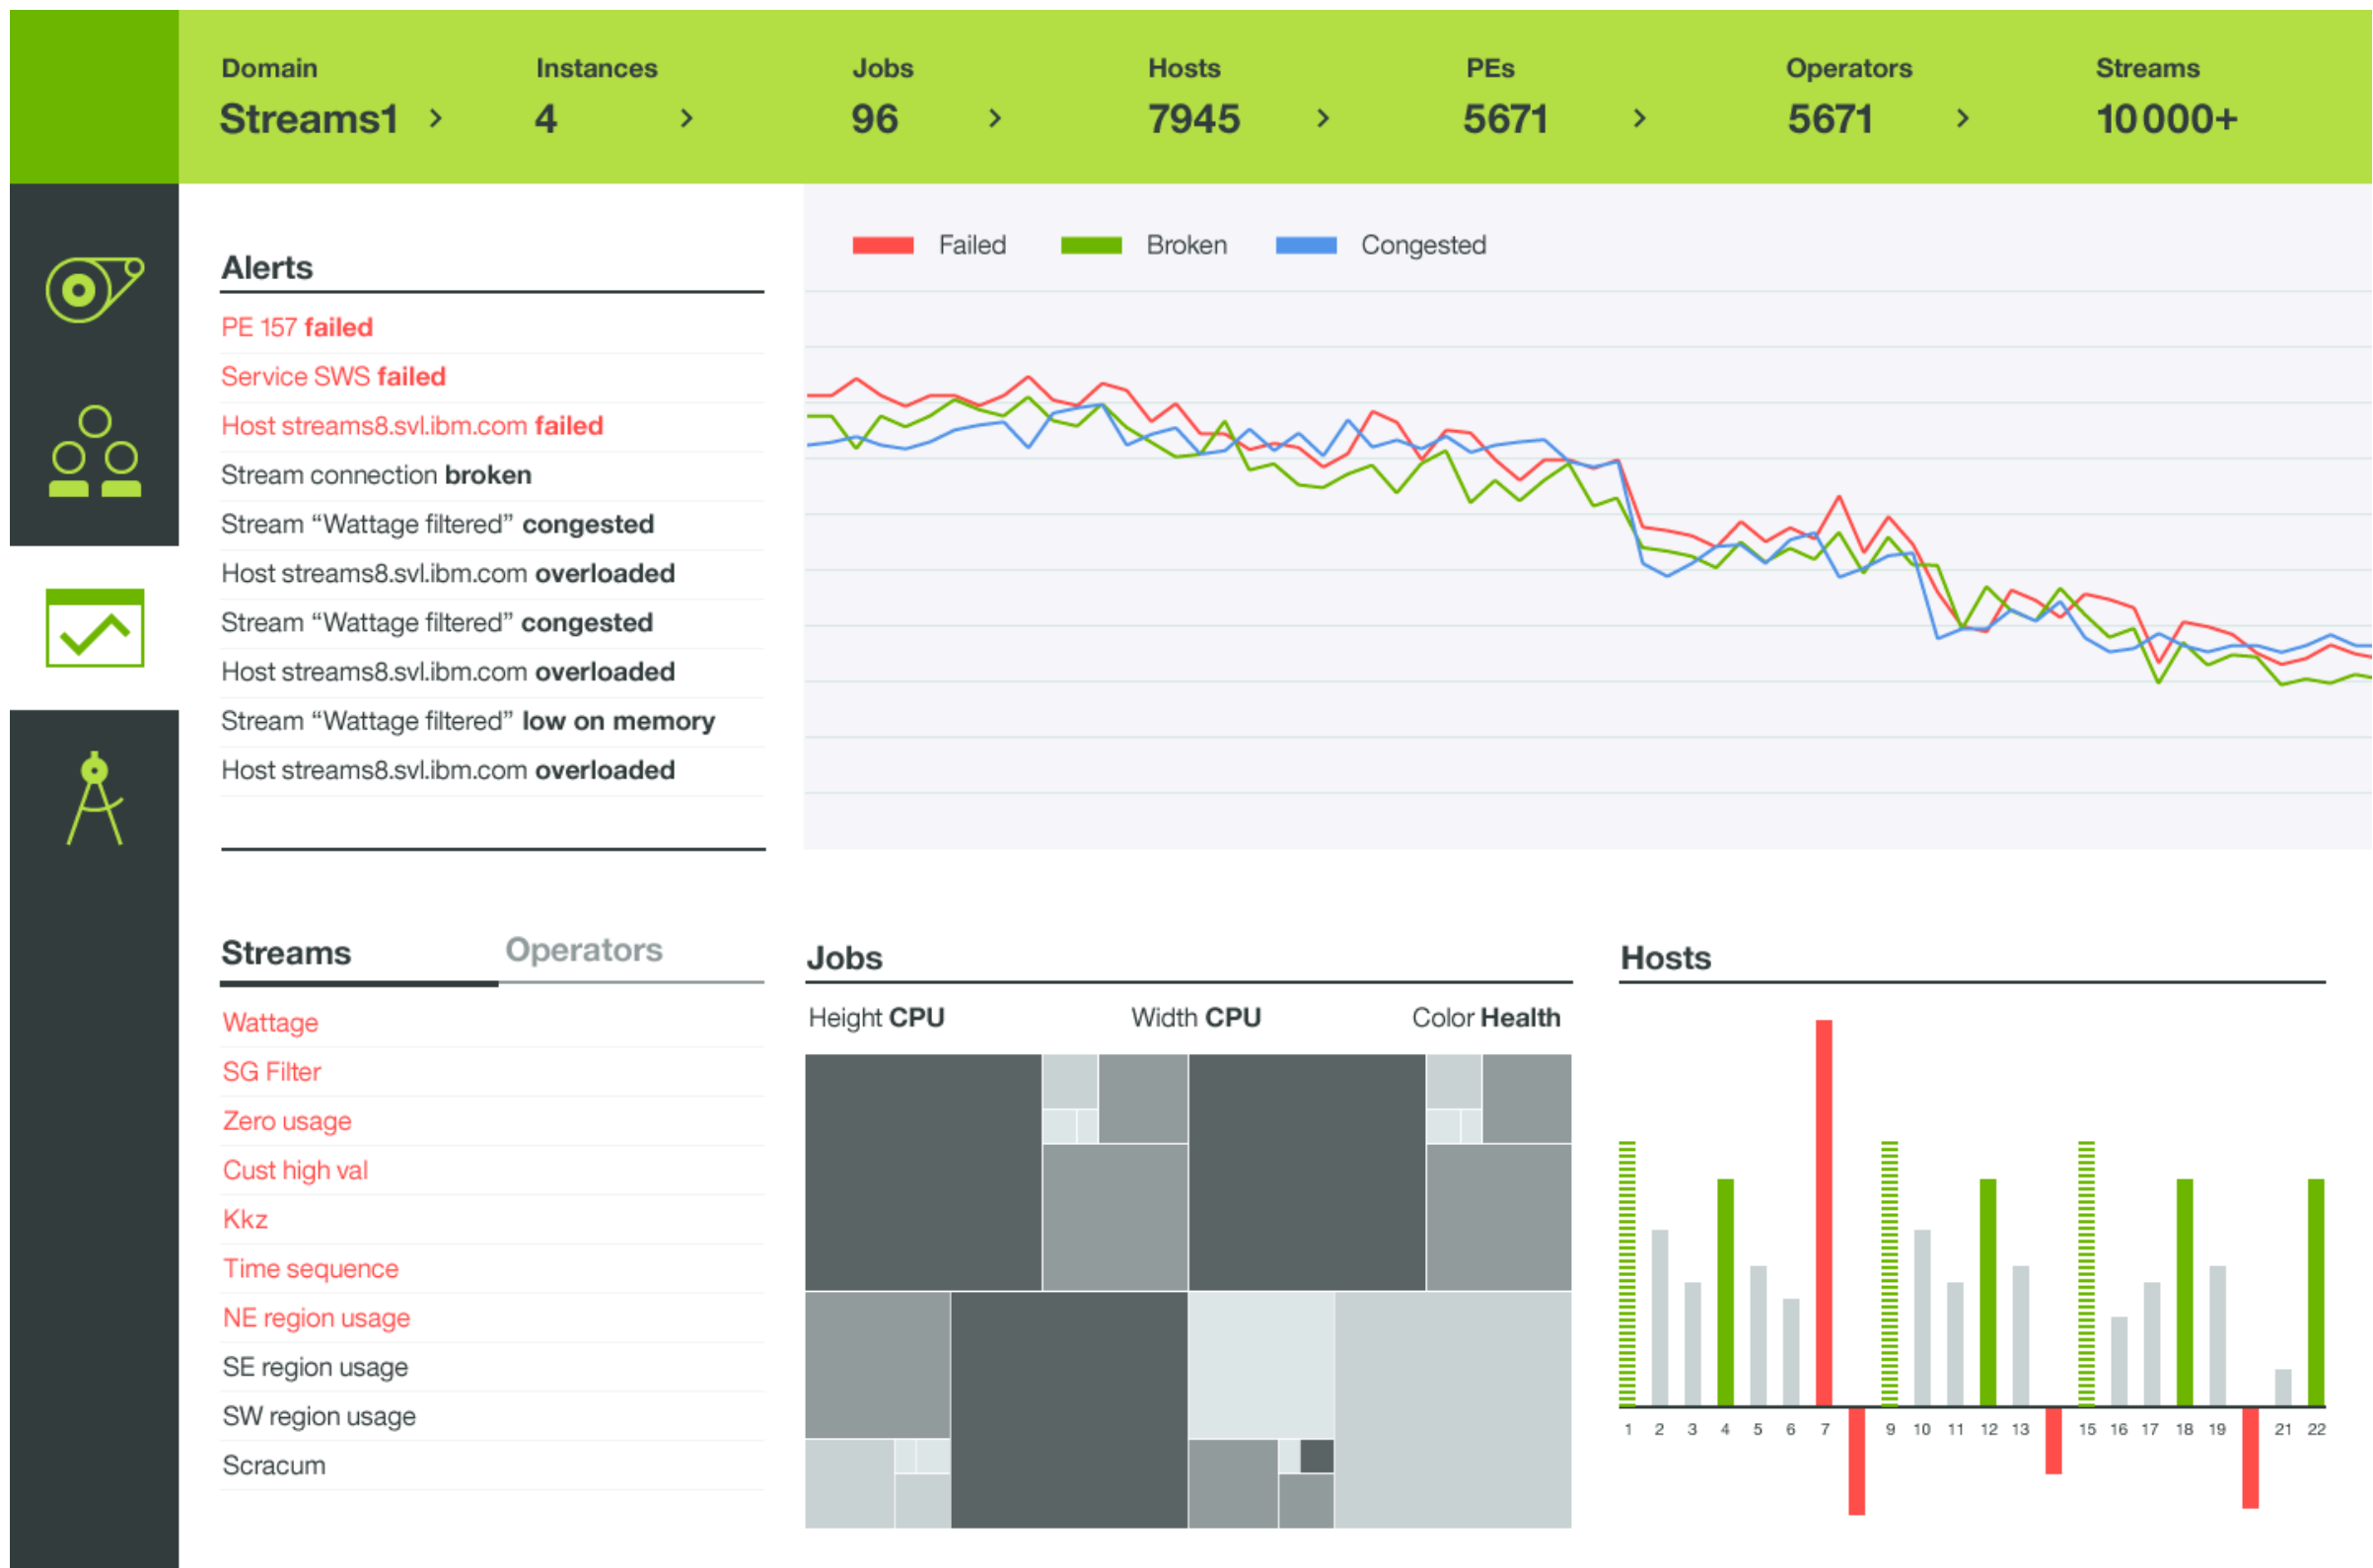 Domain Instances Jobs Hosts PEs Operators Streams
Streams1 > 4 > 96 > 7945 > 5671 > 5671 > 10 000+
Alerts
PE 157 failed
Service SWS failed
Host streams8.svl.ibm.com failed
Stream connection broken
Stream “Wattage filtered” congested
Host streams8.svl.ibm.com overloaded
Stream “Wattage filtered” congested
Host streams8.svl.ibm.com overloaded
Stream “Wattage filtered” low on memory
Host streams8.svl.ibm.com overloaded
Failed Broken Congested
Streams Operators
Wattage
SG Filter
Zero usage
Cust high val
Kkz
Time sequence
NE region usage
SE region usage
SW region usage
Scracum
Jobs
Height CPU Width CPU Color Health
Hosts
1 2 3 4 5 6 7 9 10 11 12 13 15 16 17 18 19 21 22